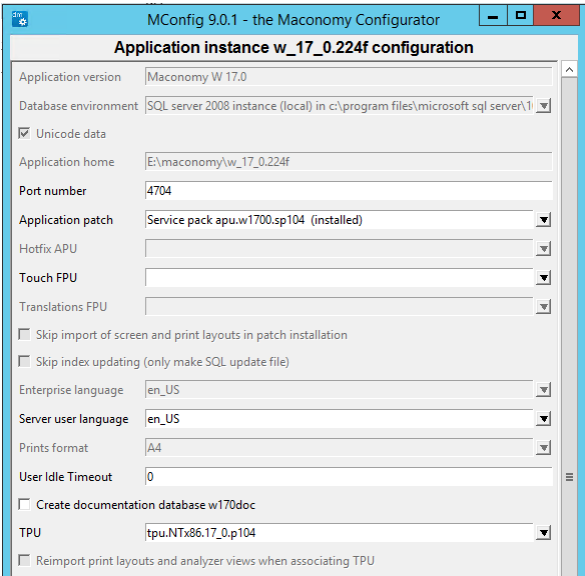 MConfig 9.0.1 - the Maconomy Configurator
Application instance w_17_0.224f configuration
Application version Maconomy W 17.0
Database environment SQL server 2008 instance (local) in c:\program files\microsoft sql server\1
Unicode data
Application home E:\maconomy\w_17_0.224f
Port number 4704
Application patch Service pack apu.w1700.sp104 (installed)
Hotfix APU
Touch FPU
Translations FPU
Skip import of screen and print layouts in patch installation
Skip index updating (only make SQL update file)
Enterprise language en_US
Server user language en_US
Prints format A4
User Idle Timeout 0
Create documentation database w170doc
TPU tpu.NTx86.17_0.p104
Reimport print layouts and analyzer views when associating TPU